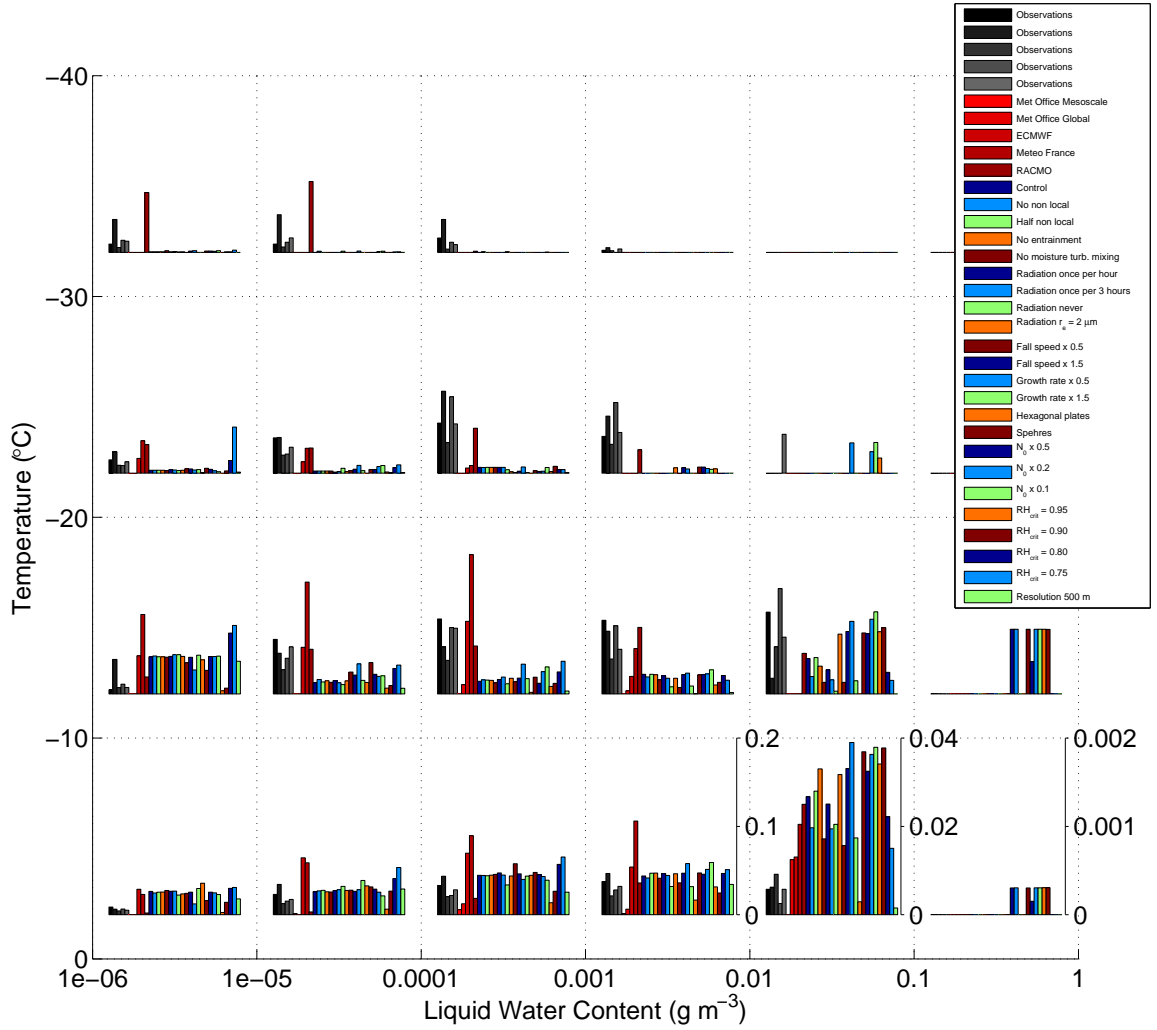 Observations
Observations
Observations
Observations
Observations
Met Office Mesoscale
Met Office Global
ECMWF
Meteo France
RACMO
Control
No non local
Half non local
No entrainment
No moisture turb. mixing
Radiation once per hour
Radiation once per 3 hours
Radiation never
Radiation r_e = 2 μm
Fall speed x 0.5
Fall speed x 1.5
Growth rate x 0.5
Growth rate x 1.5
Hexagonal plates
Spehres
N_0 x 0.5
N_0 x 0.2
N_0 x 0.1
RH_crit = 0.95
RH_crit = 0.90
RH_crit = 0.80
RH_crit = 0.75
Resolution 500 m
−40
−30
−20
−10
0
Temperature (°C)
0.2
0.1
0
0.04
0.02
0
0.002
0.001
0
1e−06
1e−05
0.0001
0.001
0.01
0.1
1
Liquid Water Content (g m⁻³)